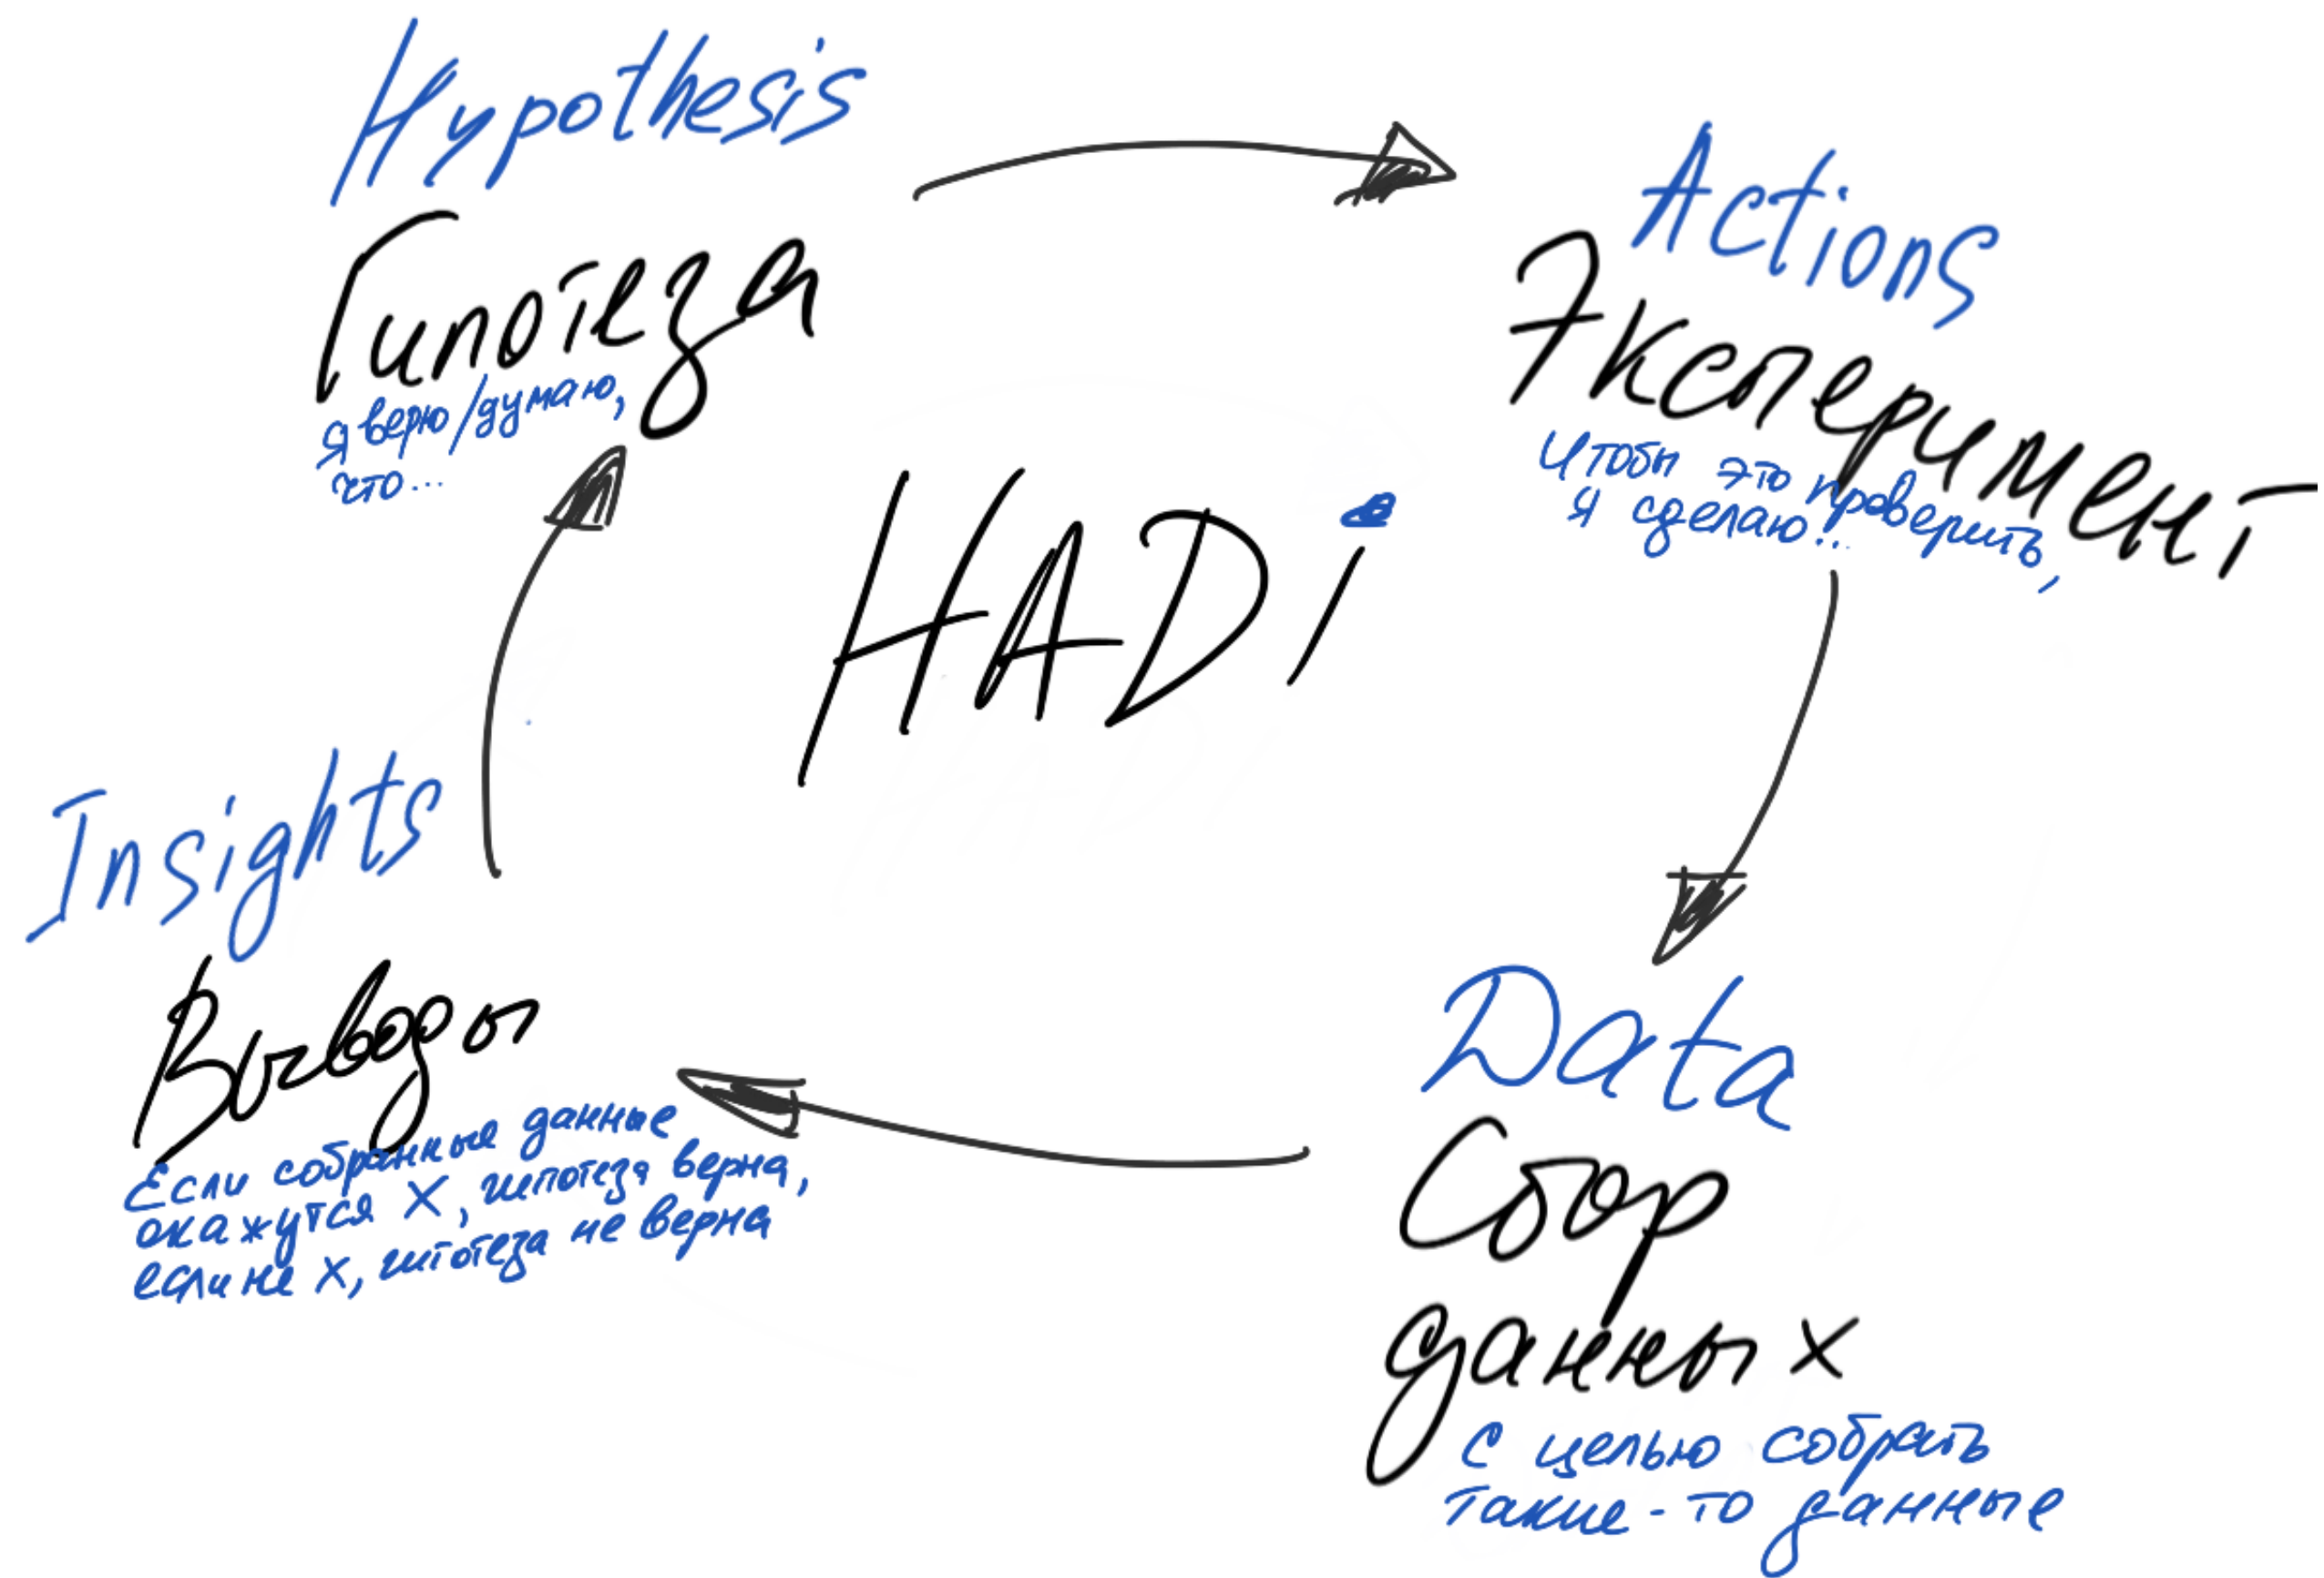 Hypothesis
Гипотеза
я верю/думаю,
что...
Actions
Эксперимент
Чтобы это проверить,
я сделаю...
HADi
Data
Сбор
данных
с целью собрать
такие-то данные
Insights
Выводы
Если собранные данные
окажутся X, гипотеза верна,
если не X, гипотеза не верна